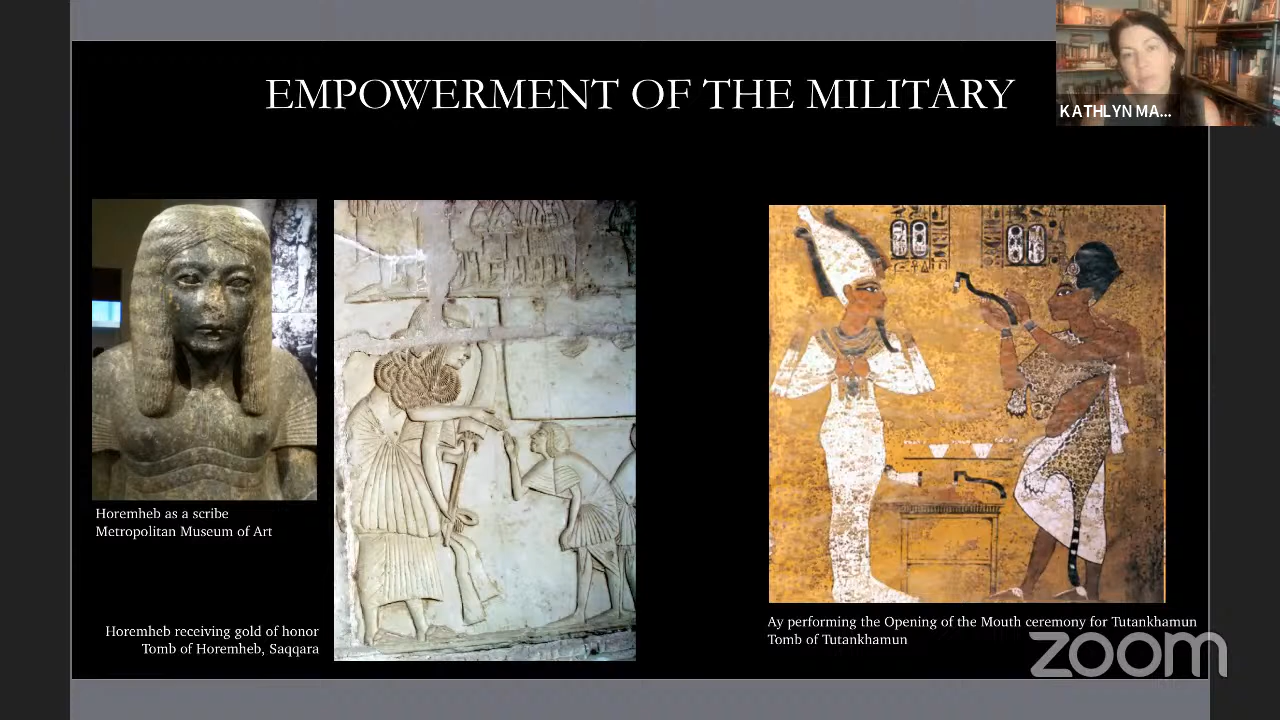 EMPOWERMENT OF THE MILITARY
KATHLYN MA...
Horemheb as a scribe
Metropolitan Museum of Art
Horemheb receiving gold of honor
Tomb of Horemheb, Saqqara
Ay performing the Opening of the Mouth ceremony for Tutankhamun
Tomb of Tutankhamun
zoom